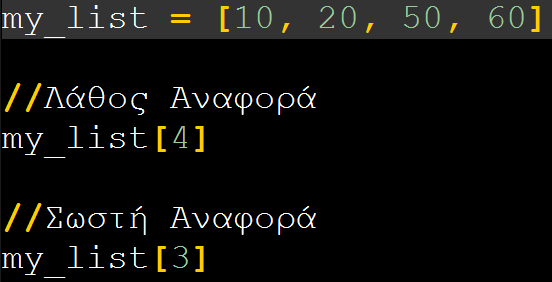 my_list = [10, 20, 50, 60]
//Λάθος Αναφορά
my_list[4]
//Σωστή Αναφορά
my_list[3]